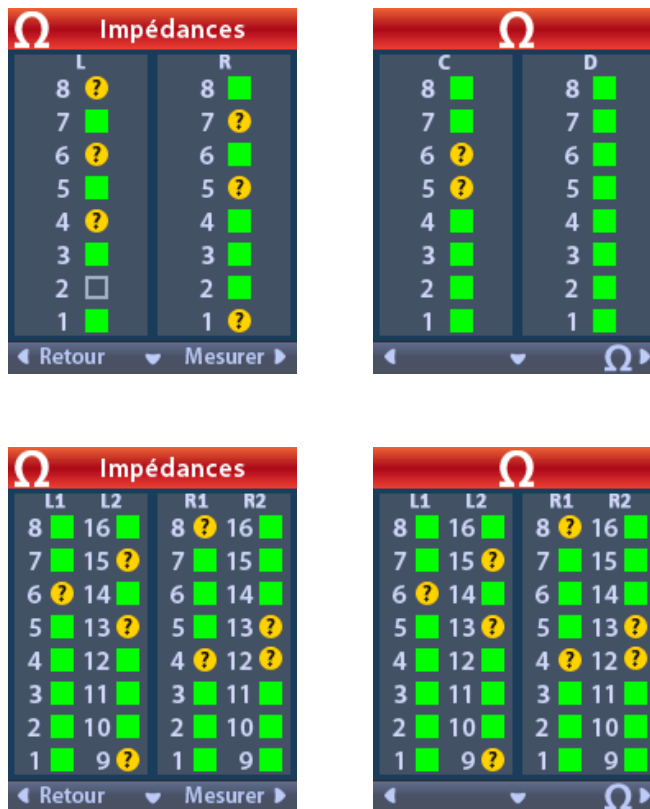 Ω Impédances
L R
8 ? 8
7 7 ?
6 ? 6
5 5 ?
4 ? 4
3 3
2 2
1 1 ?
Retour Mesurer
Ω
C D
8 8
7 7
6 ? 6
5 ? 5
4 4
3 3
2 2
1 1
Ω
Ω Impédances
L1 L2 R1 R2
8 16 8 ? 16
7 15 ? 7 15
6 ? 14 6 14
5 13 ? 5 13 ?
4 12 4 ? 12 ?
3 11 3 11
2 10 2 10
1 9 ? 1 9
Retour Mesurer
Ω
L1 L2 R1 R2
8 16 8 ? 16
7 15 ? 7 15
6 ? 14 6 14
5 13 ? 5 13 ?
4 12 4 ? 12 ?
3 11 3 11
2 10 2 10
1 9 ? 1 9
Ω